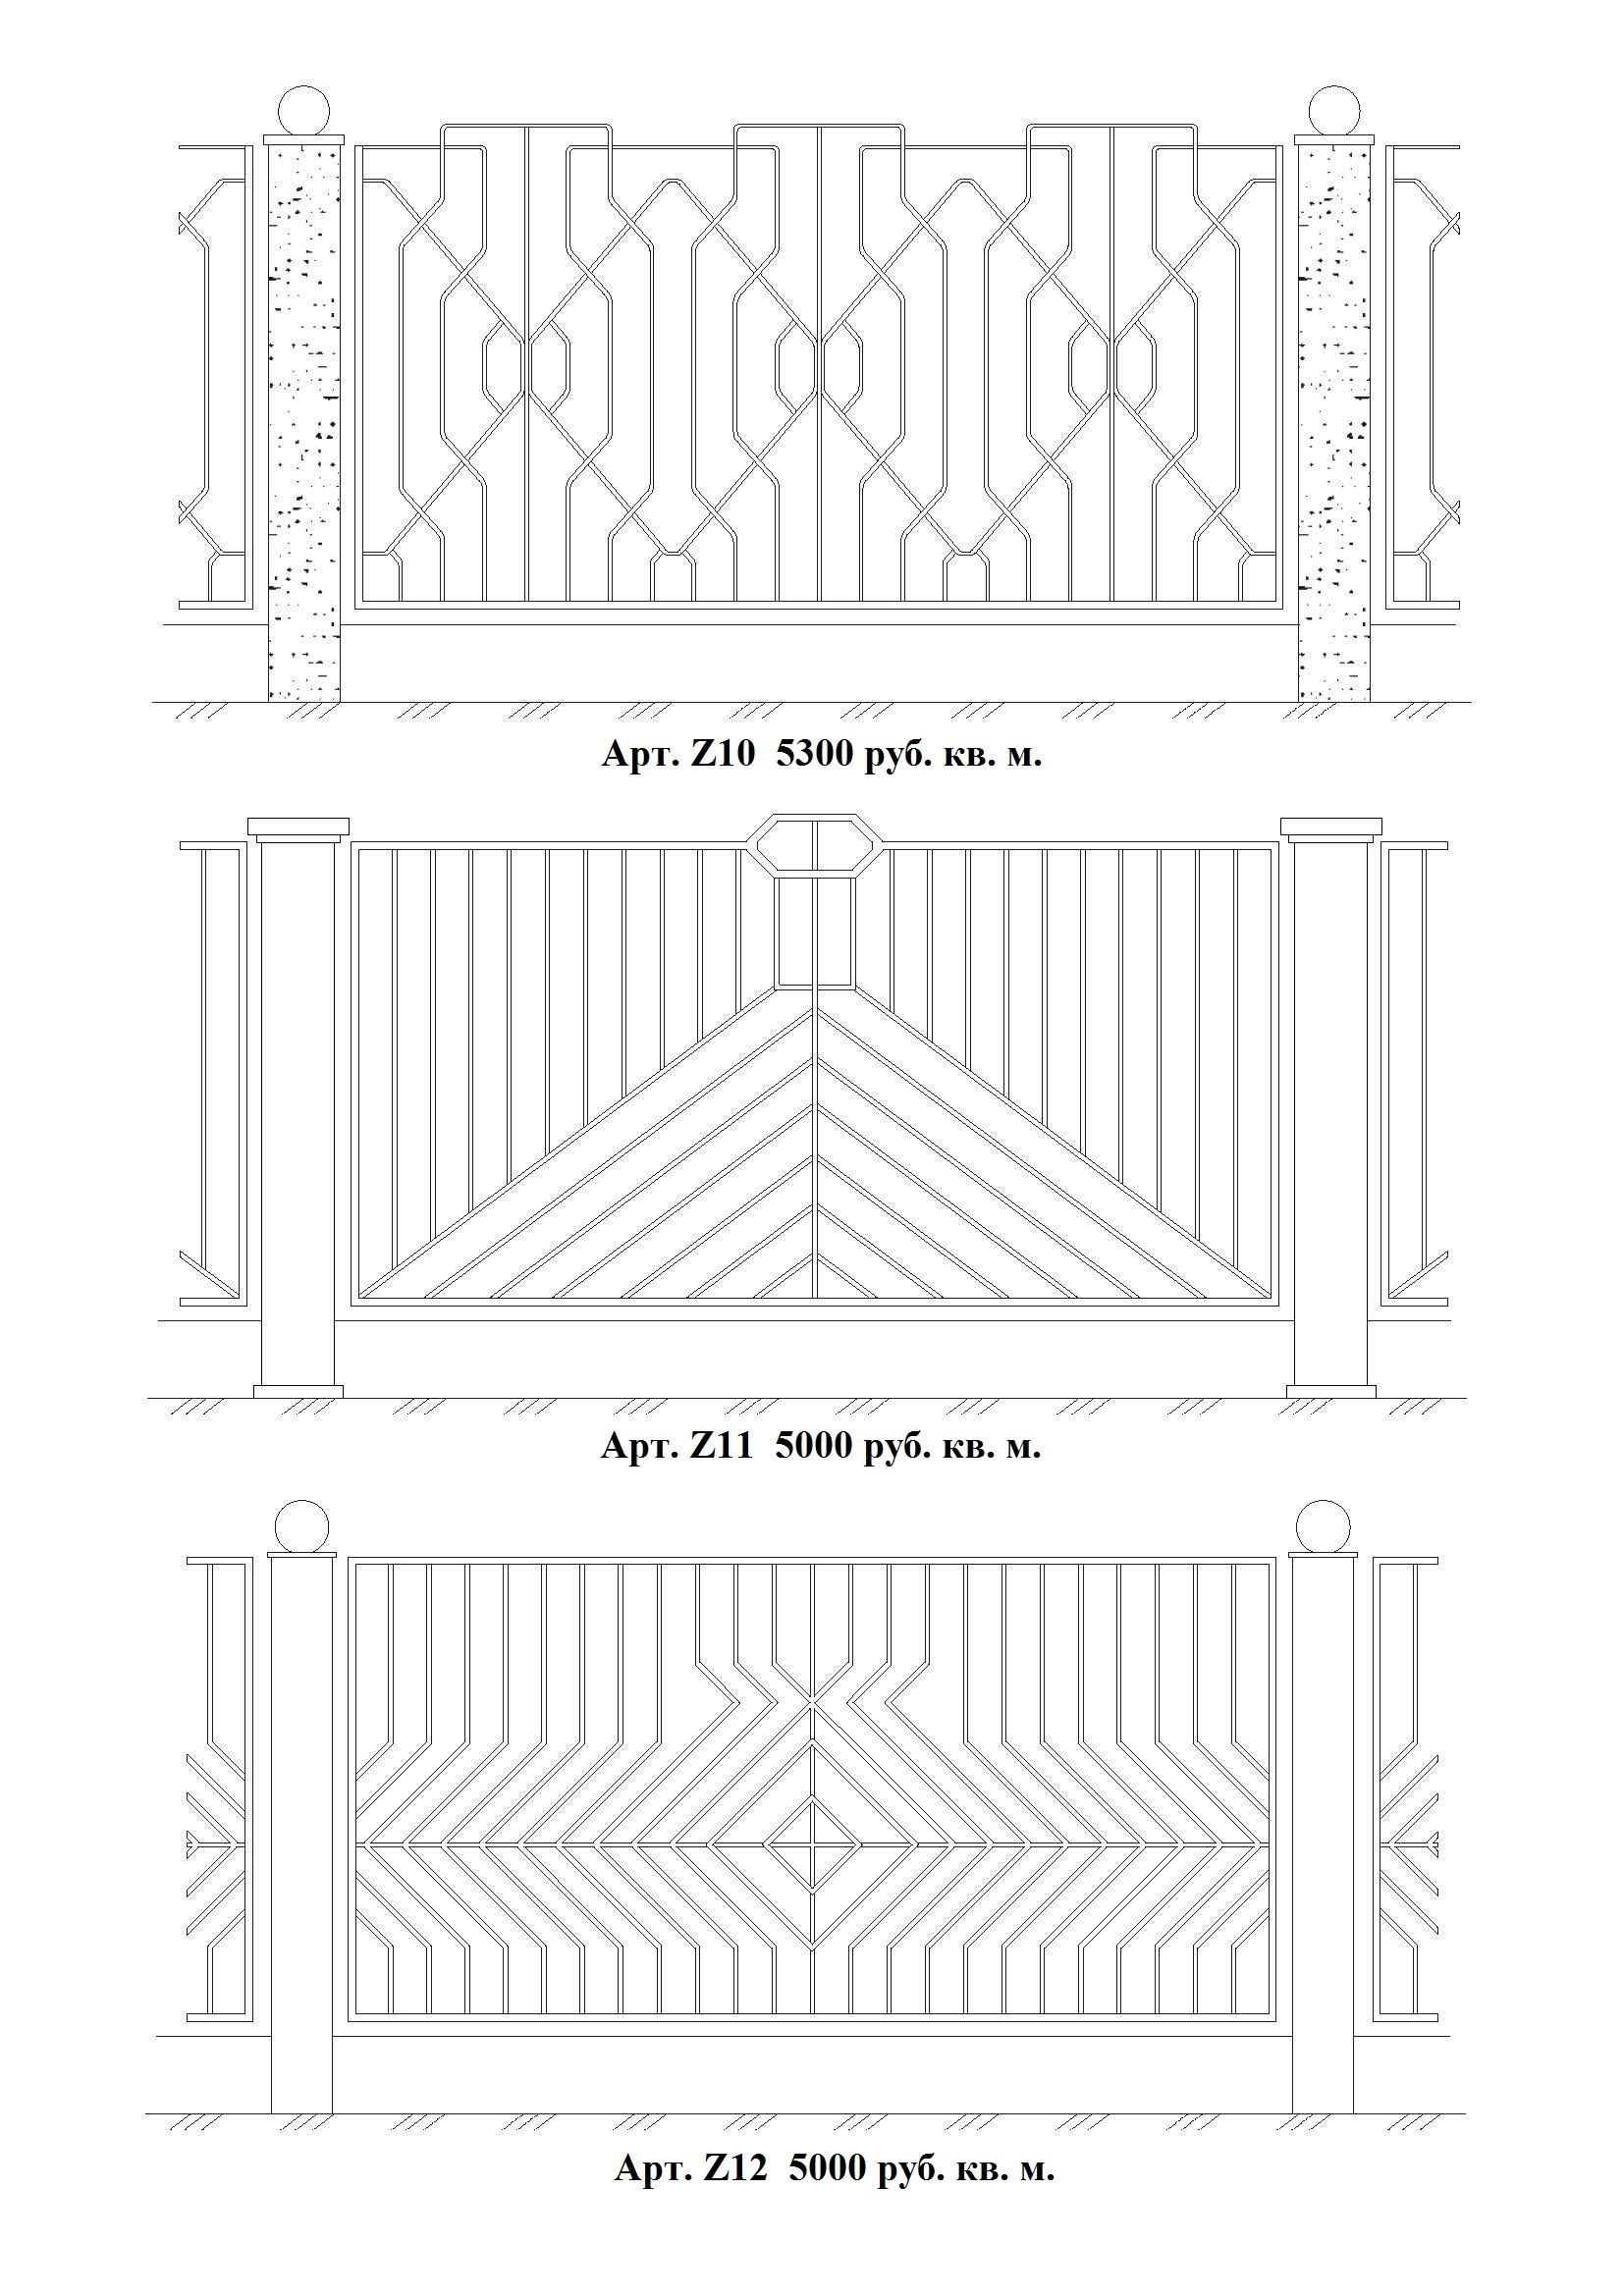 Арт. Z10  5300 руб. кв. м.
Арт. Z11  5000 руб. кв. м.
Арт. Z12  5000 руб. кв. м.